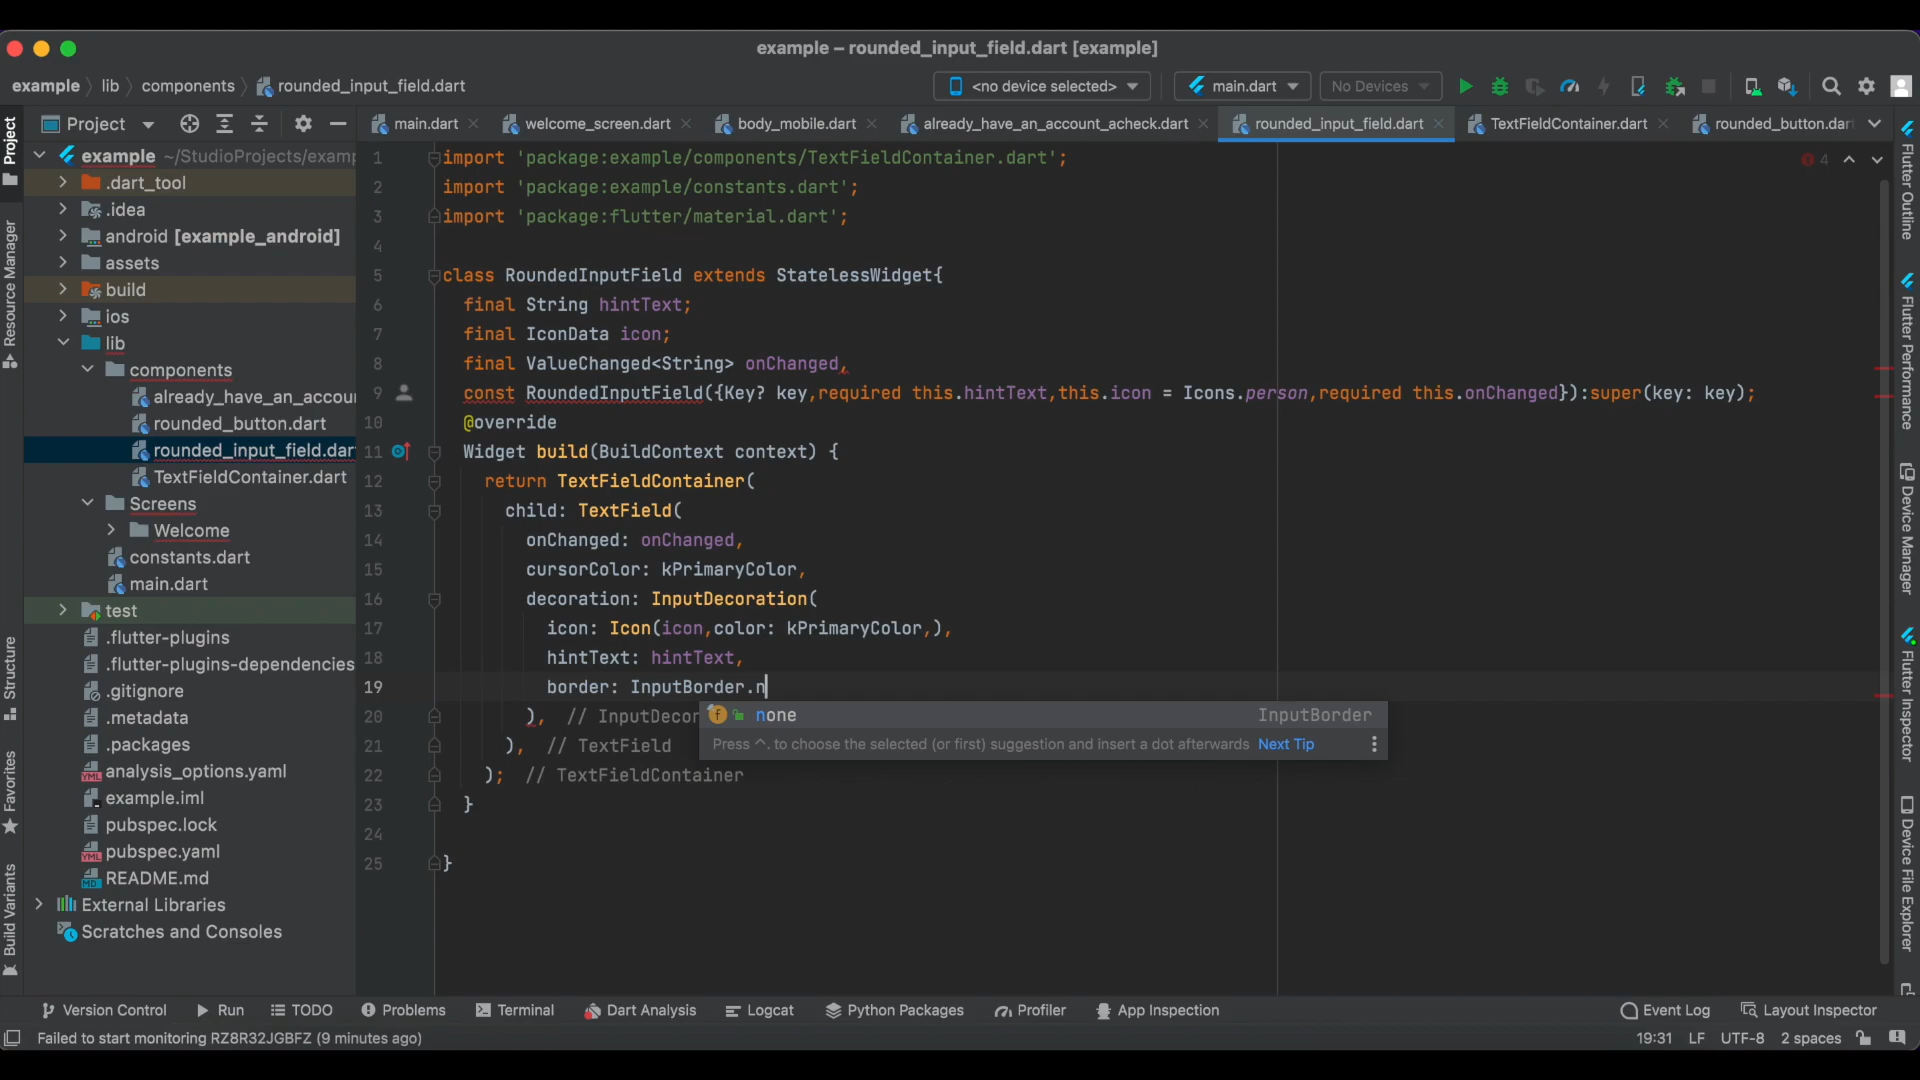 example – rounded_input_field.dart [example]
example lib components rounded_input_field.dart
<no device selected> main.dart No Devices
Project
main.dart welcome_screen.dart body_mobile.dart already_have_an_account_acheck.dart rounded_input_field.dart TextFieldContainer.dart rounded_button.dar
example ~/StudioProjects/examp
.dart_tool
.idea
android [example_android]
assets
build
ios
lib
components
already_have_an_accou
rounded_button.dart
rounded_input_field.dar
TextFieldContainer.dart
Screens
Welcome
constants.dart
main.dart
test
.flutter-plugins
.flutter-plugins-dependencies
.gitignore
.metadata
.packages
analysis_options.yaml
example.iml
pubspec.lock
pubspec.yaml
README.md
External Libraries
Scratches and Consoles
Project
Resource Manager
Structure
Favorites
Build Variants
1 import 'package:example/components/TextFieldContainer.dart';
2 import 'package:example/constants.dart';
3 import 'package:flutter/material.dart';
4
5 class RoundedInputField extends StatelessWidget{
6 final String hintText;
7 final IconData icon;
8 final ValueChanged<String> onChanged,
9 const RoundedInputField({Key? key,required this.hintText,this.icon = Icons.person,required this.onChanged}):super(key: key);
10 @override
11 Widget build(BuildContext context) {
12 return TextFieldContainer(
13 child: TextField(
14 onChanged: onChanged,
15 cursorColor: kPrimaryColor,
16 decoration: InputDecoration(
17 icon: Icon(icon,color: kPrimaryColor,),
18 hintText: hintText,
19 border: InputBorder.n
20 ), // InputDecor
21 ), // TextField
22 ); // TextFieldContainer
23 }
24
25 }
4
f none InputBorder
Press ^. to choose the selected (or first) suggestion and insert a dot afterwards Next Tip
Flutter Outline
Flutter Performance
Device Manager
Flutter Inspector
Device File Explorer
Version Control Run TODO Problems Terminal Dart Analysis Logcat Python Packages Profiler App Inspection Event Log Layout Inspector
Failed to start monitoring RZ8R32JGBFZ (9 minutes ago) 19:31 LF UTF-8 2 spaces